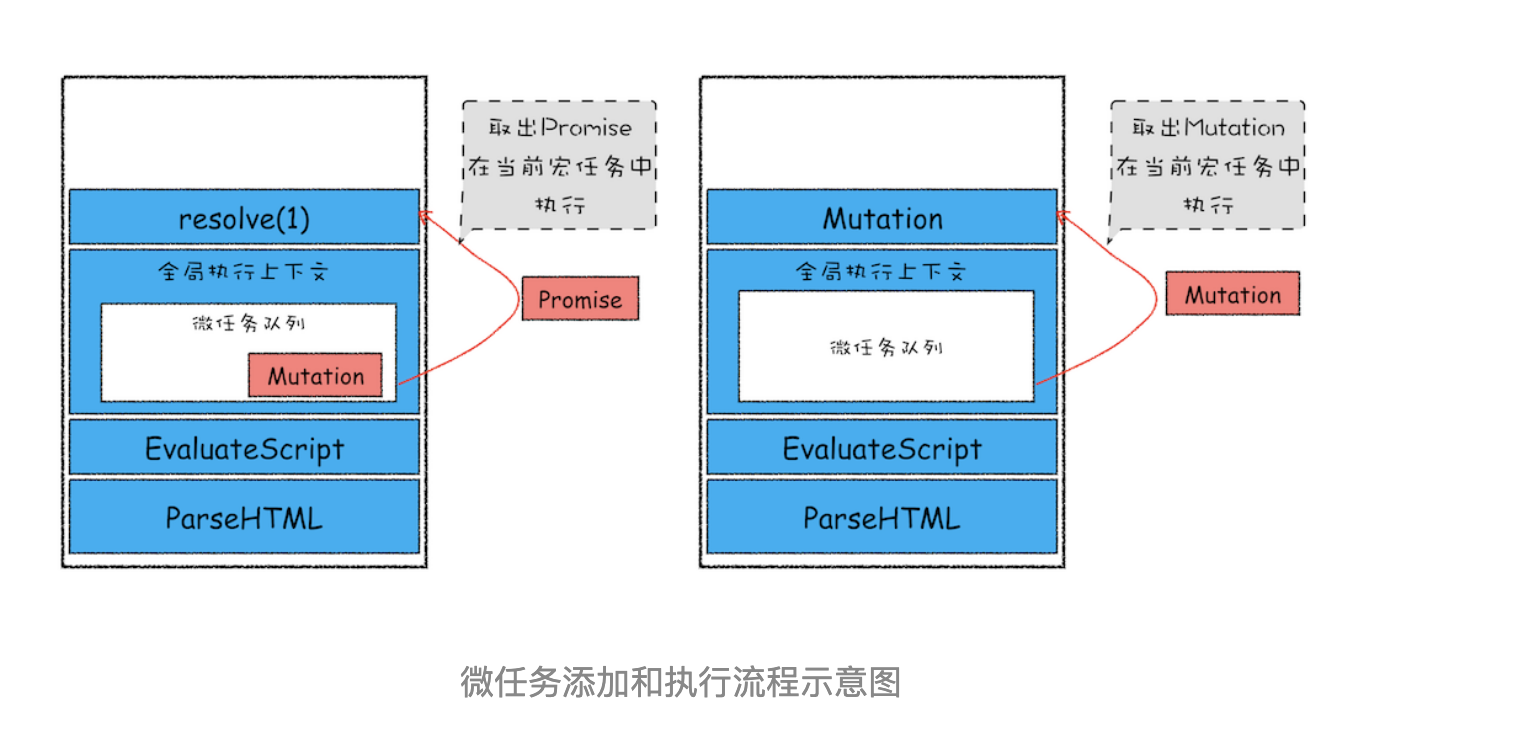 取出Promise
在当前宏任务中
执行
resolve(1)
全局执行上下文
Promise
微任务队列
Mutation
EvaluateScript
ParseHTML
取出Mutation
在当前宏任务中
执行
Mutation
全局执行上下文
Mutation
微任务队列
EvaluateScript
ParseHTML
微任务添加和执行流程示意图